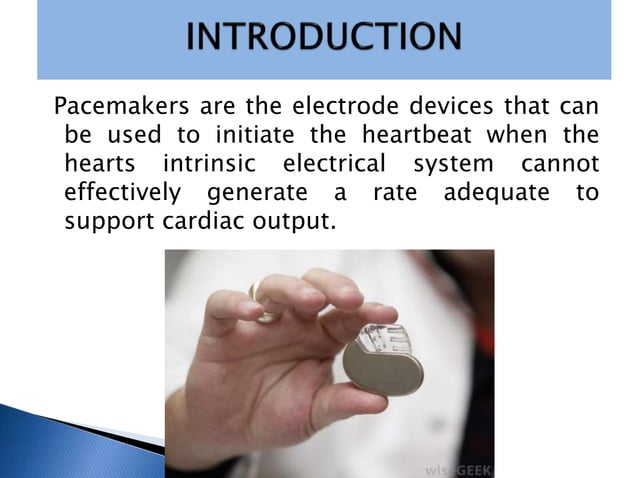 INTRODUCTION
Pacemakers are the electrode devices that can
be used to initiate the heartbeat when the
hearts intrinsic electrical system cannot
effectively generate a rate adequate to
support cardiac output.
wiseGEEK